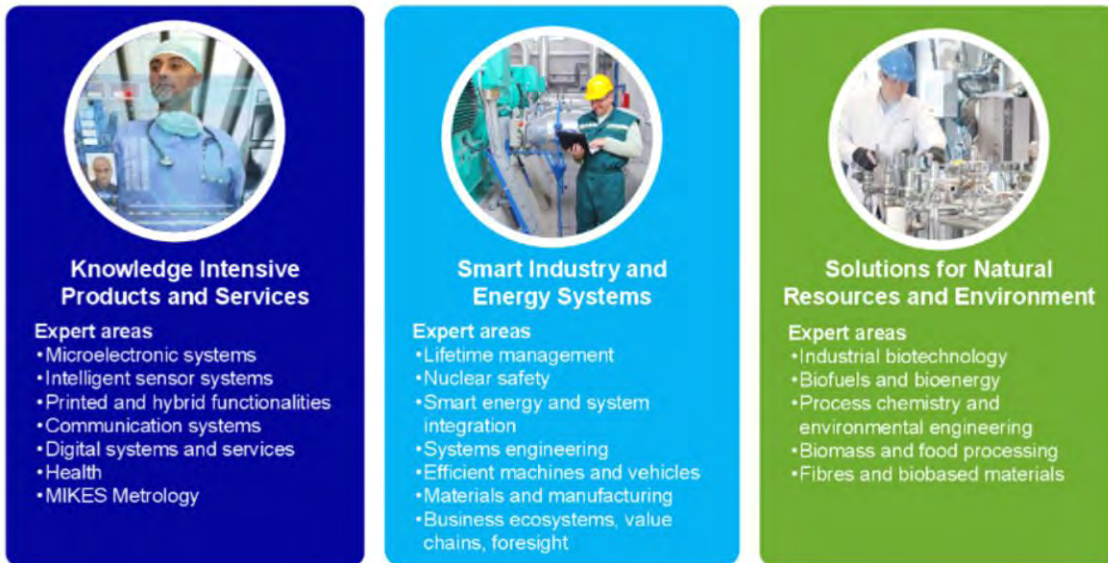 Knowledge Intensive
Products and Services
Expert areas
•Microelectronic systems
•Intelligent sensor systems
•Printed and hybrid functionalities
•Communication systems
•Digital systems and services
•Health
•MIKES Metrology
Smart Industry and
Energy Systems
Expert areas
•Lifetime management
•Nuclear safety
•Smart energy and system
integration
•Systems engineering
•Efficient machines and vehicles
•Materials and manufacturing
•Business ecosystems, value
chains, foresight
Solutions for Natural
Resources and Environment
Expert areas
•Industrial biotechnology
•Biofuels and bioenergy
•Process chemistry and
environmental engineering
•Biomass and food processing
•Fibres and biobased materials